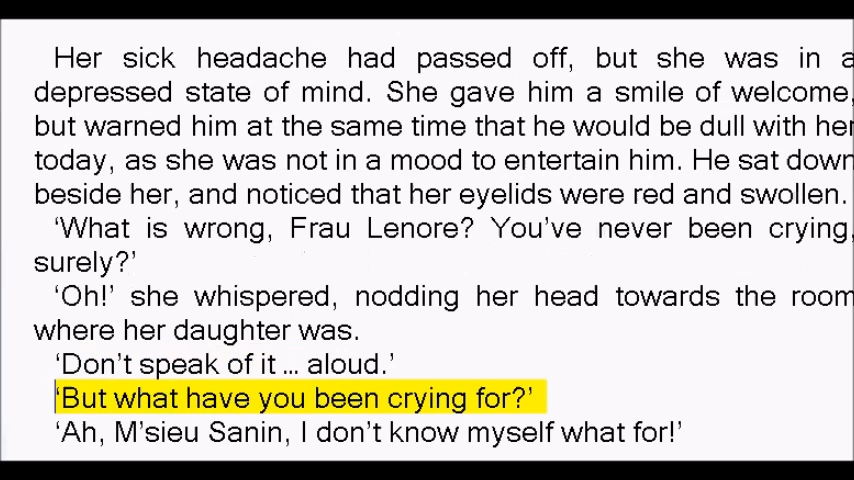 Her sick headache had passed off, but she was in a
depressed state of mind. She gave him a smile of welcome,
but warned him at the same time that he would be dull with her
today, as she was not in a mood to entertain him. He sat down
beside her, and noticed that her eyelids were red and swollen.
‘What is wrong, Frau Lenore? You’ve never been crying,
surely?’
‘Oh!’ she whispered, nodding her head towards the room
where her daughter was.
‘Don’t speak of it ... aloud.’
‘But what have you been crying for?’
‘Ah, M’sieu Sanin, I don’t know myself what for!’